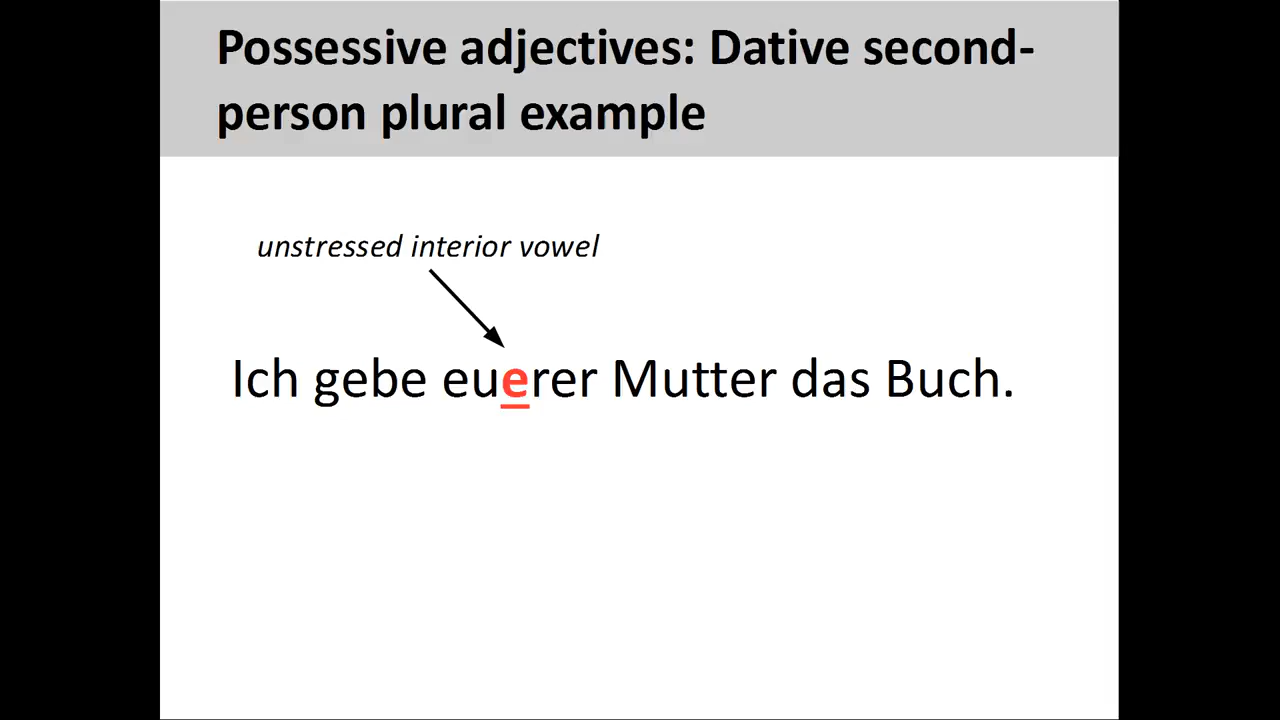 Possessive adjectives: Dative second-
person plural example
unstressed interior vowel
Ich gebe euerer Mutter das Buch.